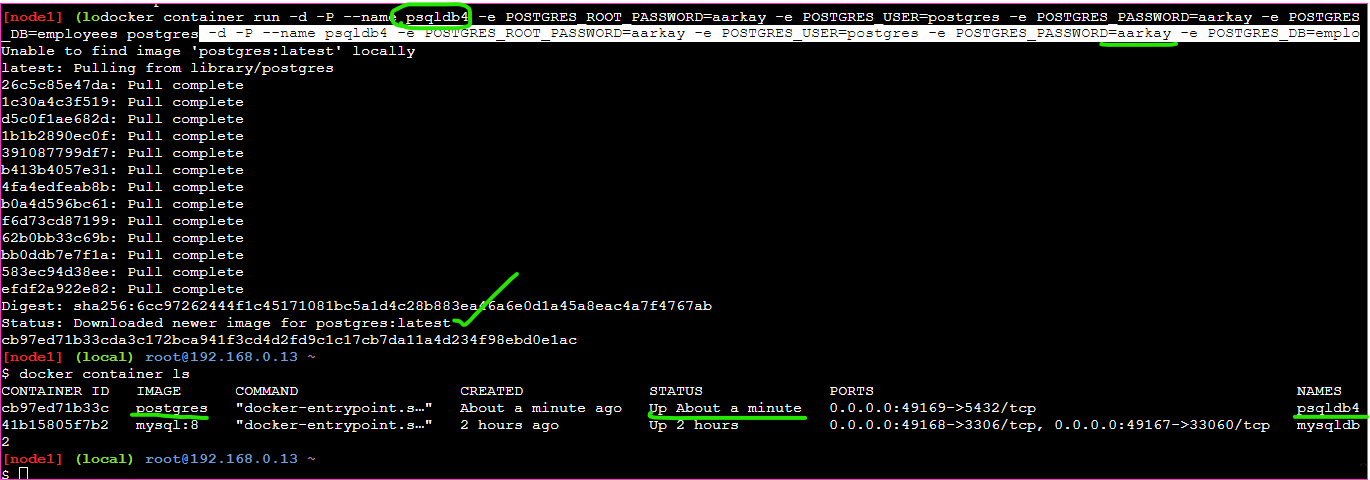 [node1] (lodocker container run -d -P --name psqldb4 -e POSTGRES_ROOT_PASSWORD=aarkay -e POSTGRES_USER=postgres -e POSTGRES_PASSWORD=aarkay -e POSTGRES
_DB=employees postgres -d -P --name psqldb4 -e POSTGRES_ROOT_PASSWORD=aarkay -e POSTGRES_USER=postgres -e POSTGRES_PASSWORD=aarkay -e POSTGRES_DB=emplo
Unable to find image 'postgres:latest' locally
latest: Pulling from library/postgres
26c5c85e47da: Pull complete
1c30a4c3f519: Pull complete
d5c0f1ae682d: Pull complete
1b1b2890ec0f: Pull complete
391087799df7: Pull complete
b413b4057e31: Pull complete
4fa4edfeab8b: Pull complete
b0a4d596bc61: Pull complete
f6d73cd87199: Pull complete
62b0bb33c69b: Pull complete
bb0ddb7e7f1a: Pull complete
583ec94d38ee: Pull complete
efdf2a922e82: Pull complete
Digest: sha256:6cc97262444f1c45171081bc5a1d4c28b883ea46a6e0d1a45a8eac4a7f4767ab
Status: Downloaded newer image for postgres:latest
cb97ed71b33cda3c172bca941f3cd4d2fd9c1c17cb7da11a4d234f98ebd0e1ac
[node1] (local) root@192.168.0.13 ~
$ docker container ls
CONTAINER ID IMAGE COMMAND CREATED STATUS PORTS NAMES
cb97ed71b33c postgres "docker-entrypoint.s…" About a minute ago Up About a minute 0.0.0.0:49169->5432/tcp psqldb4
41b15805f7b2 mysql:8 "docker-entrypoint.s…" 2 hours ago Up 2 hours 0.0.0.0:49168->3306/tcp, 0.0.0.0:49167->33060/tcp mysqldb
2
[node1] (local) root@192.168.0.13 ~
$